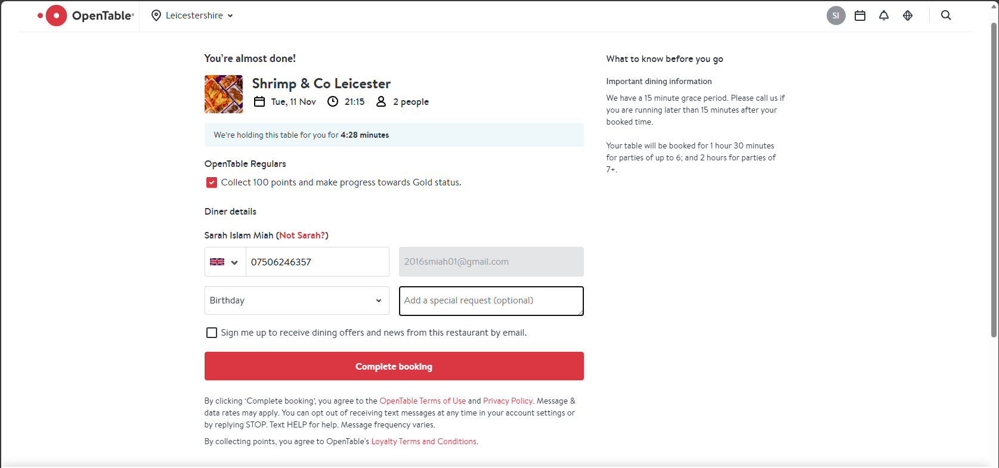 OpenTable®
Leicestershire
SI
You're almost done!
Shrimp & Co Leicester
Tue, 11 Nov 21:15 2 people
We're holding this table for you for 4:28 minutes
OpenTable Regulars
Collect 100 points and make progress towards Gold status.
Diner details
Sarah Islam Miah (Not Sarah?)
07506246357
2016smiah01@gmail.com
Birthday
Add a special request (optional)
Sign me up to receive dining offers and news from this restaurant by email.
Complete booking
By clicking ‘Complete booking’, you agree to the OpenTable Terms of Use and Privacy Policy. Message &
data rates may apply. You can opt out of receiving text messages at any time in your account settings or
by replying STOP. Text HELP for help. Message frequency varies.
By collecting points, you agree to OpenTable's Loyalty Terms and Conditions.
What to know before you go
Important dining information
We have a 15 minute grace period. Please call us if
you are running later than 15 minutes after your
booked time.
Your table will be booked for 1 hour 30 minutes
for parties of up to 6; and 2 hours for parties of
7+.